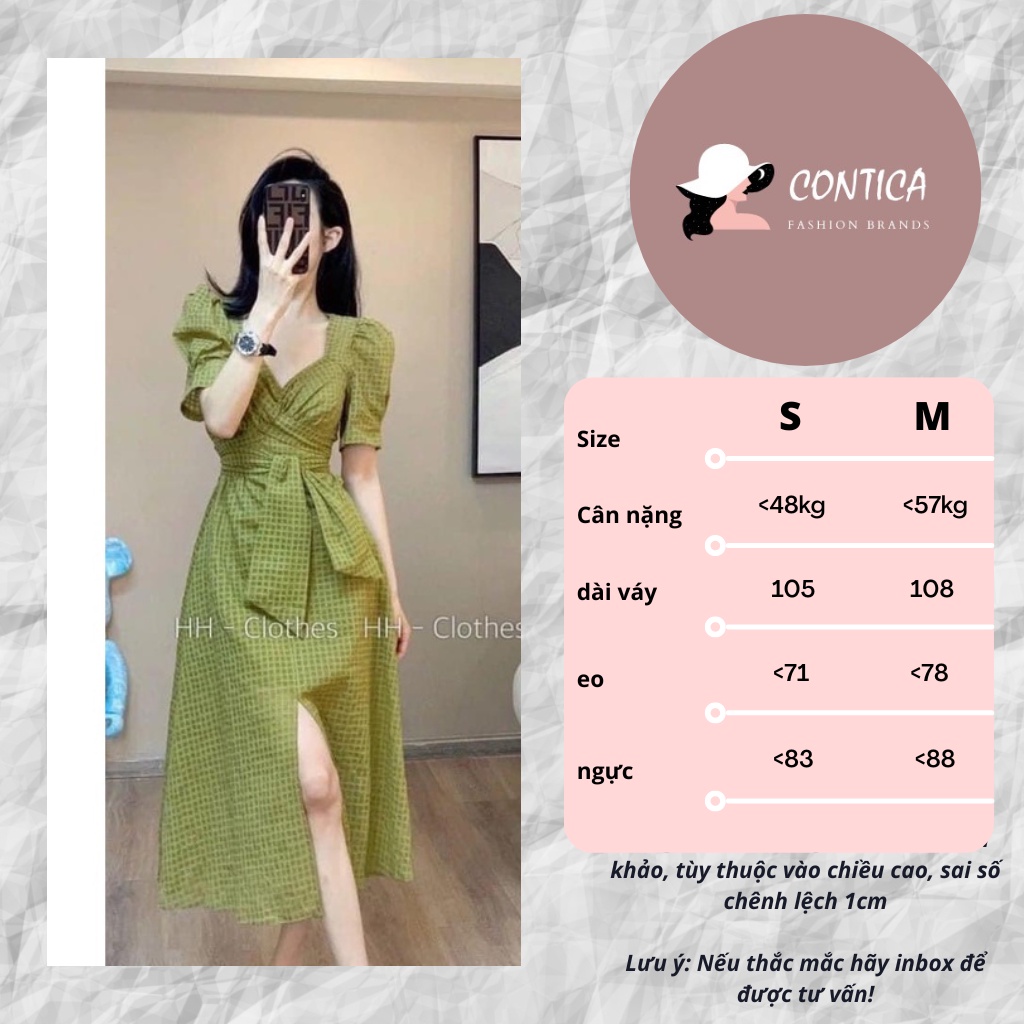 CONTICA
FASHION BRANDS
Size S M
Cân nặng <48kg <57kg
dài váy 105 108
eo <71 <78
ngực <83 <88
khảo, tùy thuộc vào chiều cao, sai số
chênh lệch 1cm
Lưu ý: Nếu thắc mắc hãy inbox để
được tư vấn!
HH - Clothes HH - Clothes